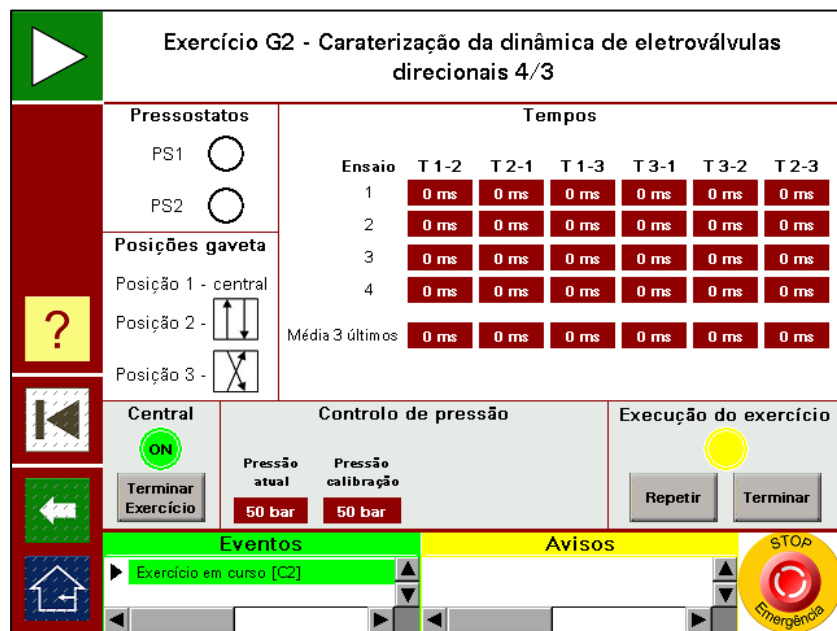 Exercício G2 - Caraterização da dinâmica de eletroválvulas
direcionais 4/3
Pressostatos
PS1
PS2
Tempos
Ensaio T 1-2 T 2-1 T 1-3 T 3-1 T 3-2 T 2-3
1 0 ms 0 ms 0 ms 0 ms 0 ms 0 ms
2 0 ms 0 ms 0 ms 0 ms 0 ms 0 ms
3 0 ms 0 ms 0 ms 0 ms 0 ms 0 ms
4 0 ms 0 ms 0 ms 0 ms 0 ms 0 ms
Média 3 últimos 0 ms 0 ms 0 ms 0 ms 0 ms 0 ms
Posições gaveta
Posição 1 - central
Posição 2 -
Posição 3 -
?
Central
ON
Terminar
Exercício
Controlo de pressão
Pressão
atual
50 bar
Pressão
calibração
50 bar
Execução do exercício
Repetir
Terminar
Eventos
Exercício em curso [C2]
Avisos
STOP
Emergência